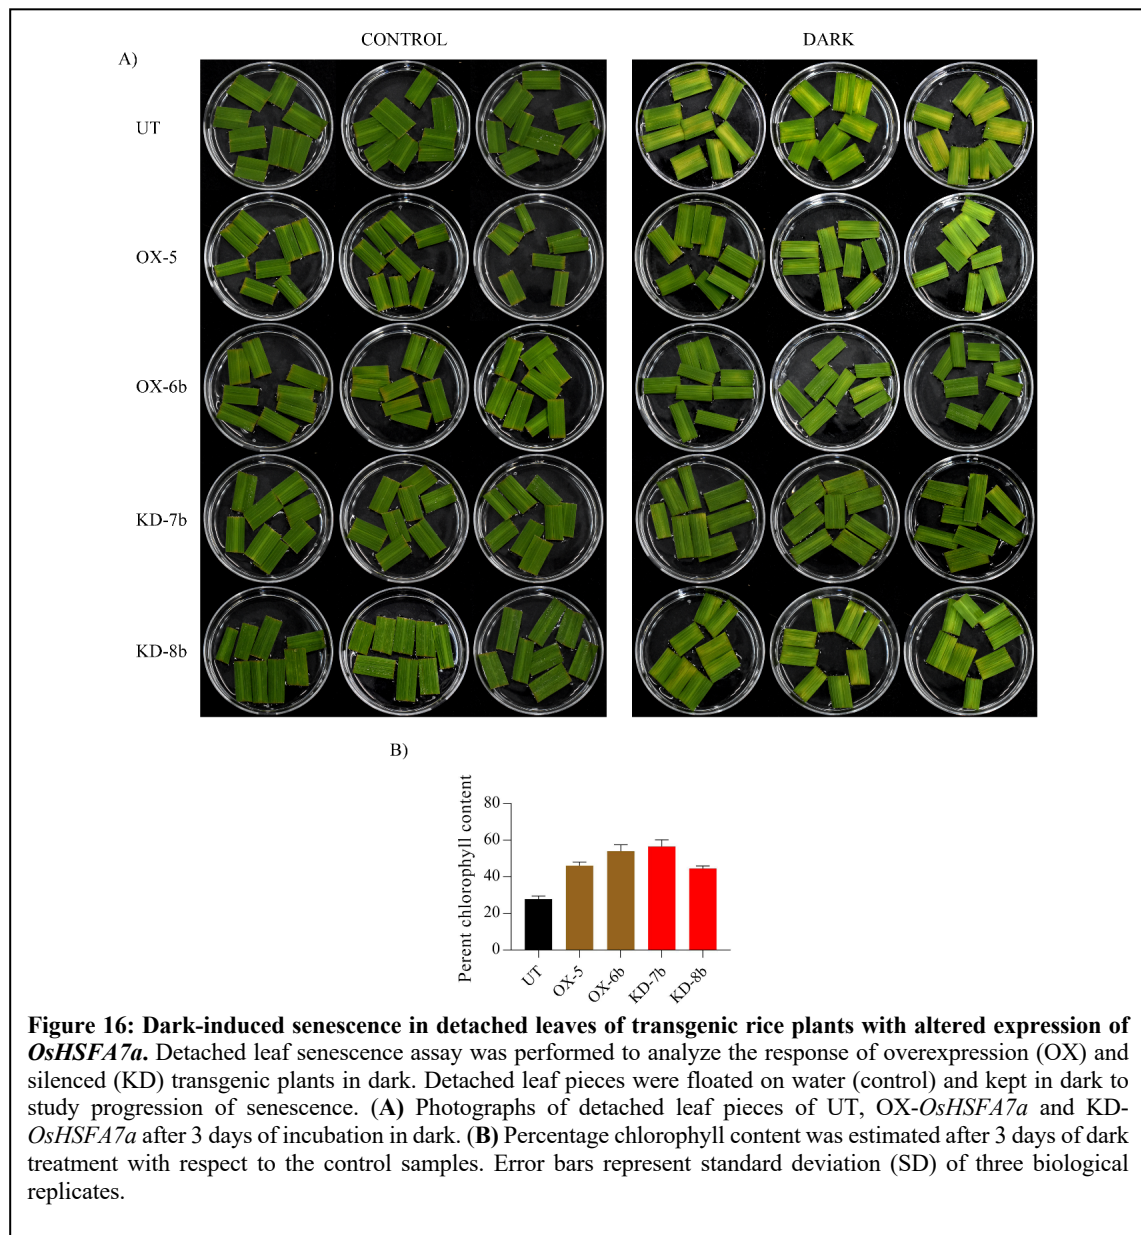 CONTROL DARK
A)
UT
OX-5
OX-6b
KD-7b
KD-8b
B)
Perent chlorophyll content
80
60
40
20
0
UT
OX-5
OX-6b
KD-7b
KD-8b
Figure 16: Dark-induced senescence in detached leaves of transgenic rice plants with altered expression of
OsHSFA7a. Detached leaf senescence assay was performed to analyze the response of overexpression (OX) and
silenced (KD) transgenic plants in dark. Detached leaf pieces were floated on water (control) and kept in dark to
study progression of senescence. (A) Photographs of detached leaf pieces of UT, OX-OsHSFA7a and KD-
OsHSFA7a after 3 days of incubation in dark. (B) Percentage chlorophyll content was estimated after 3 days of dark
treatment with respect to the control samples. Error bars represent standard deviation (SD) of three biological
replicates.